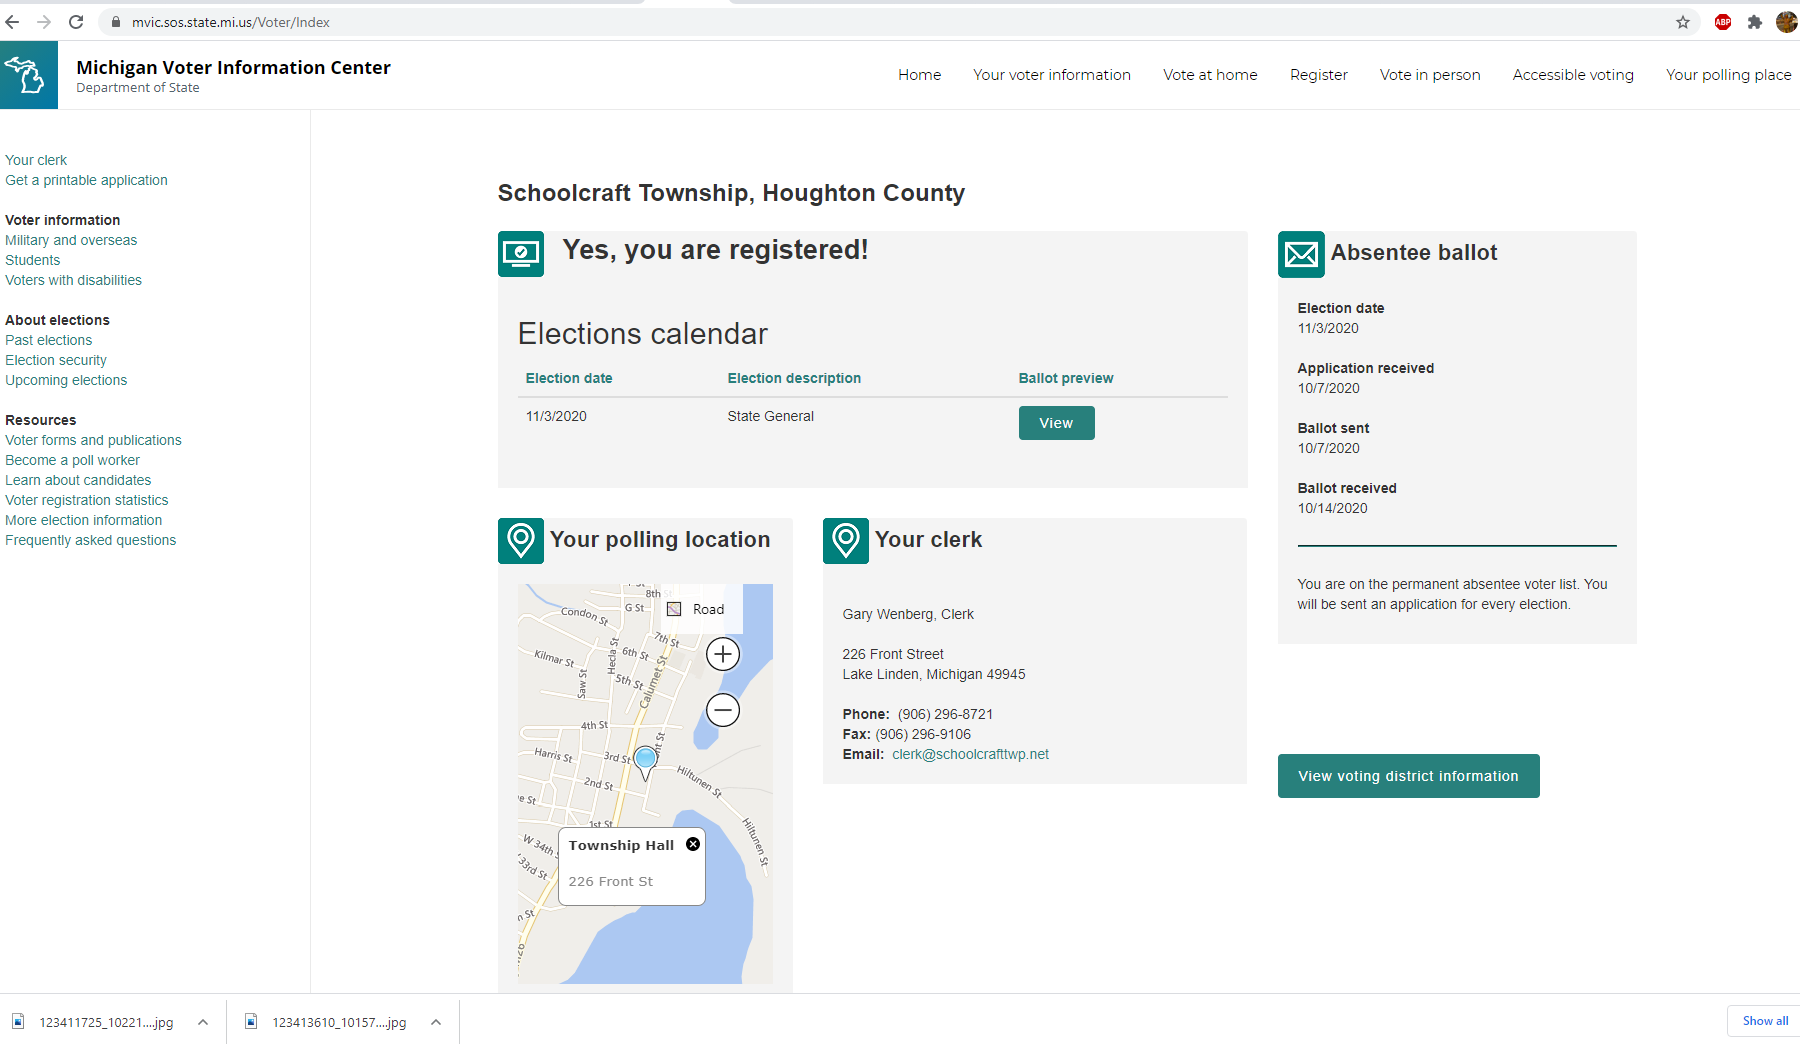 mvic.sos.state.mi.us/Voter/Index
ABP
Michigan Voter Information Center
Department of State
Home
Your voter information
Vote at home
Register
Vote in person
Accessible voting
Your polling place
Your clerk
Get a printable application
Voter information
Military and overseas
Students
Voters with disabilities
About elections
Past elections
Election security
Upcoming elections
Resources
Voter forms and publications
Become a poll worker
Learn about candidates
Voter registration statistics
More election information
Frequently asked questions
Schoolcraft Township, Houghton County
Yes, you are registered!
Elections calendar
Election date Election description Ballot preview
11/3/2020 State General View
Your polling location
8th St
Road
G St
Condon St
7th St
6th St
Hecla St
Kilmar St
5th St
Saw St
Calumet St
4th St
Harris St
3rd St
2nd St
Hiltunen St
1st St
Hiltunen St
W 34th St
33rd St
Township Hall
226 Front St
Your clerk
Gary Wenberg, Clerk
226 Front Street
Lake Linden, Michigan 49945
Phone: (906) 296-8721
Fax: (906) 296-9106
Email: clerk@schoolcrafttwp.net
Absentee ballot
Election date
11/3/2020
Application received
10/7/2020
Ballot sent
10/7/2020
Ballot received
10/14/2020
You are on the permanent absentee voter list. You
will be sent an application for every election.
View voting district information
123411725_10221....jpg
123413610_10157....jpg
Show all